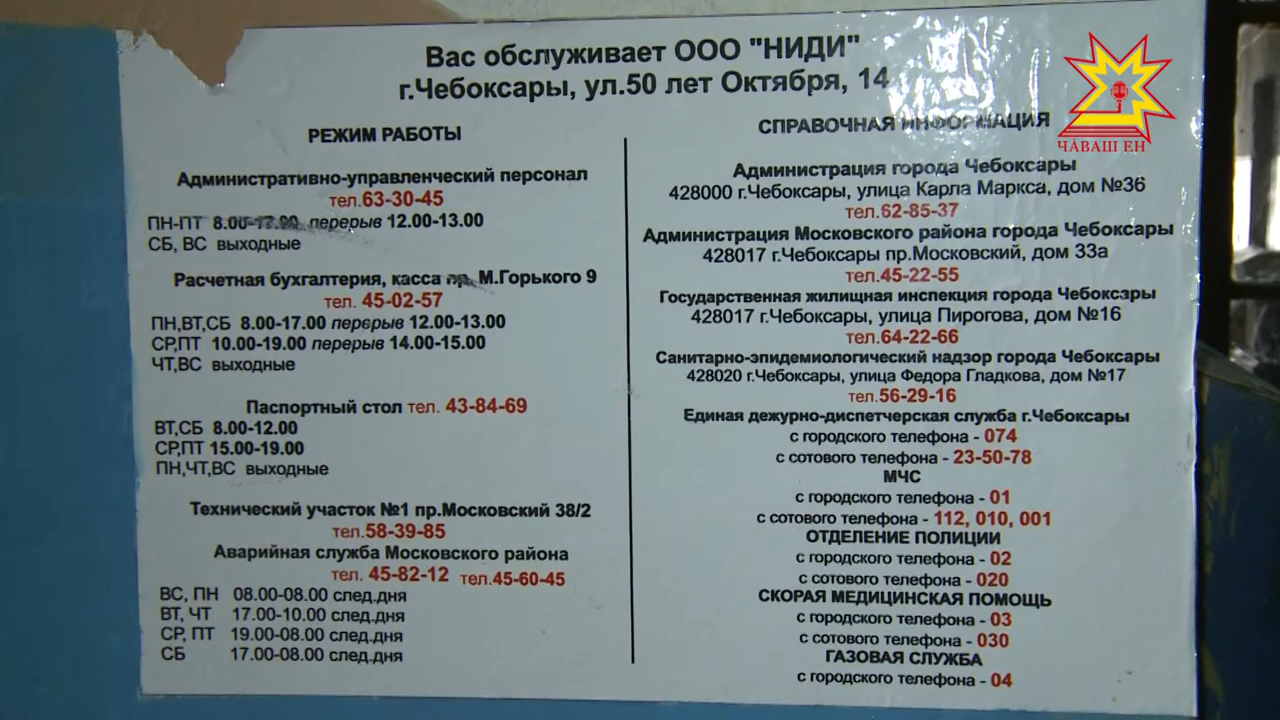 Вас обслуживает ООО "НИДИ"
г.Чебоксары, ул.50 лет Октября, 14
РЕЖИМ РАБОТЫ
Административно-управленческий персонал
тел.63-30-45
ПН-ПТ 8.00-17.00 перерыв 12.00-13.00
СБ, ВС выходные
Расчетная бухгалтерия, касса пр. М.Горького 9
тел. 45-02-57
ПН,ВТ,СБ 8.00-17.00 перерыв 12.00-13.00
СР,ПТ 10.00-19.00 перерыв 14.00-15.00
ЧТ,ВС выходные
Паспортный стол тел. 43-84-69
ВТ,СБ 8.00-12.00
СР,ПТ 15.00-19.00
ПН,ЧТ,ВС выходные
Технический участок №1 пр.Московский 38/2
тел.58-39-85
Аварийная служба Московского района
тел. 45-82-12 тел.45-60-45
ВС, ПН 08.00-08.00 след.дня
ВТ, ЧТ 17.00-10.00 след.дня
СР, ПТ 19.00-08.00 след.дня
СБ 17.00-08.00 след.дня
СПРАВОЧНАЯ ИНФОРМАЦИЯ
Администрация города Чебоксары
428000 г.Чебоксары, улица Карла Маркса, дом №36
тел.62-85-37
Администрация Московского района города Чебоксары
428017 г.Чебоксары пр.Московский, дом 33а
тел.45-22-55
Государственная жилищная инспекция города Чебоксары
428017 г.Чебоксары, улица Пирогова, дом №16
тел.64-22-66
Санитарно-эпидемиологический надзор города Чебоксары
428020 г.Чебоксары, улица Федора Гладкова, дом №17
тел.56-29-16
Единая дежурно-диспетчерская служба г.Чебоксары
с городского телефона - 074
с сотового телефона - 23-50-78
МЧС
с городского телефона - 01
с сотового телефона - 112, 010, 001
ОТДЕЛЕНИЕ ПОЛИЦИИ
с городского телефона - 02
с сотового телефона - 020
СКОРАЯ МЕДИЦИНСКАЯ ПОМОЩЬ
с городского телефона - 03
с сотового телефона - 030
ГАЗОВАЯ СЛУЖБА
с городского телефона - 04
ЧӐВАШ ЕН